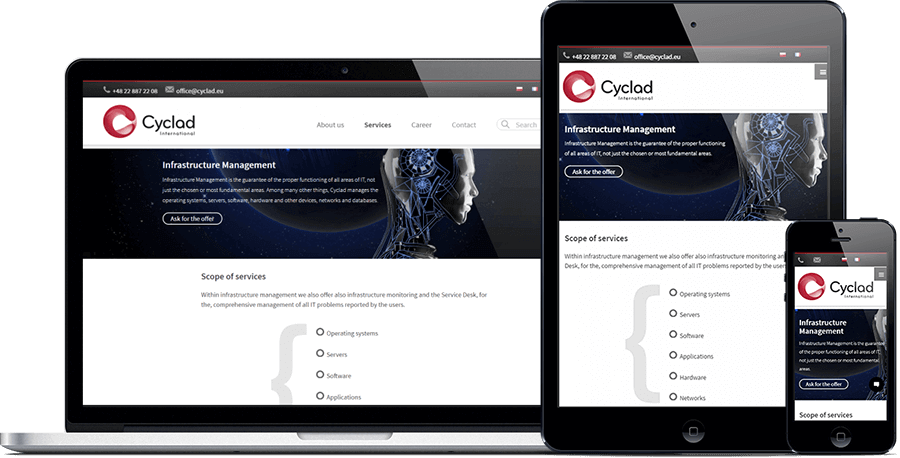 +48 22 887 22 08 office@cyclad.eu
Cyclad
International
About us Services Career Contact Search
Infrastructure Management
Infrastructure Management is the guarantee of the proper functioning of all areas of IT, not
just the chosen or most fundamental areas. Among many other things, Cyclad manages the
operating systems, servers, software, hardware and other devices, networks and databases.
Ask for the offer
Scope of services
Within infrastructure management we also offer also infrastructure monitoring and the Service Desk, for
the, comprehensive management of all IT problems reported by the users.
Operating systems
Servers
Software
Applications
+48 22 887 22 08 office@cyclad.eu
Cyclad
International
Infrastructure Management
Infrastructure Management is the guarantee of the proper functioning
of all areas of IT, not just the chosen or most fundamental areas.
Ask for the offer
Scope of services
Within infrastructure management we also offer also infrastructure monitoring
Desk, for the, comprehensive management of all IT problems reported by the
Operating systems
Servers
Software
Applications
Hardware
Networks
Cyclad
International
Infrastructure
Management
Infrastructure Management is the guarantee
of the proper functioning of all areas of IT,
not just the chosen or most fundamental
areas.
Ask for the offer
Scope of services